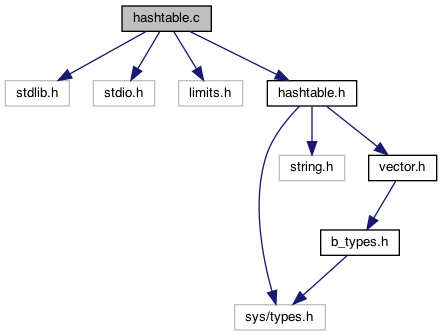 hashtable.c
stdlib.h
stdio.h
limits.h
hashtable.h
string.h
vector.h
b_types.h
sys/types.h